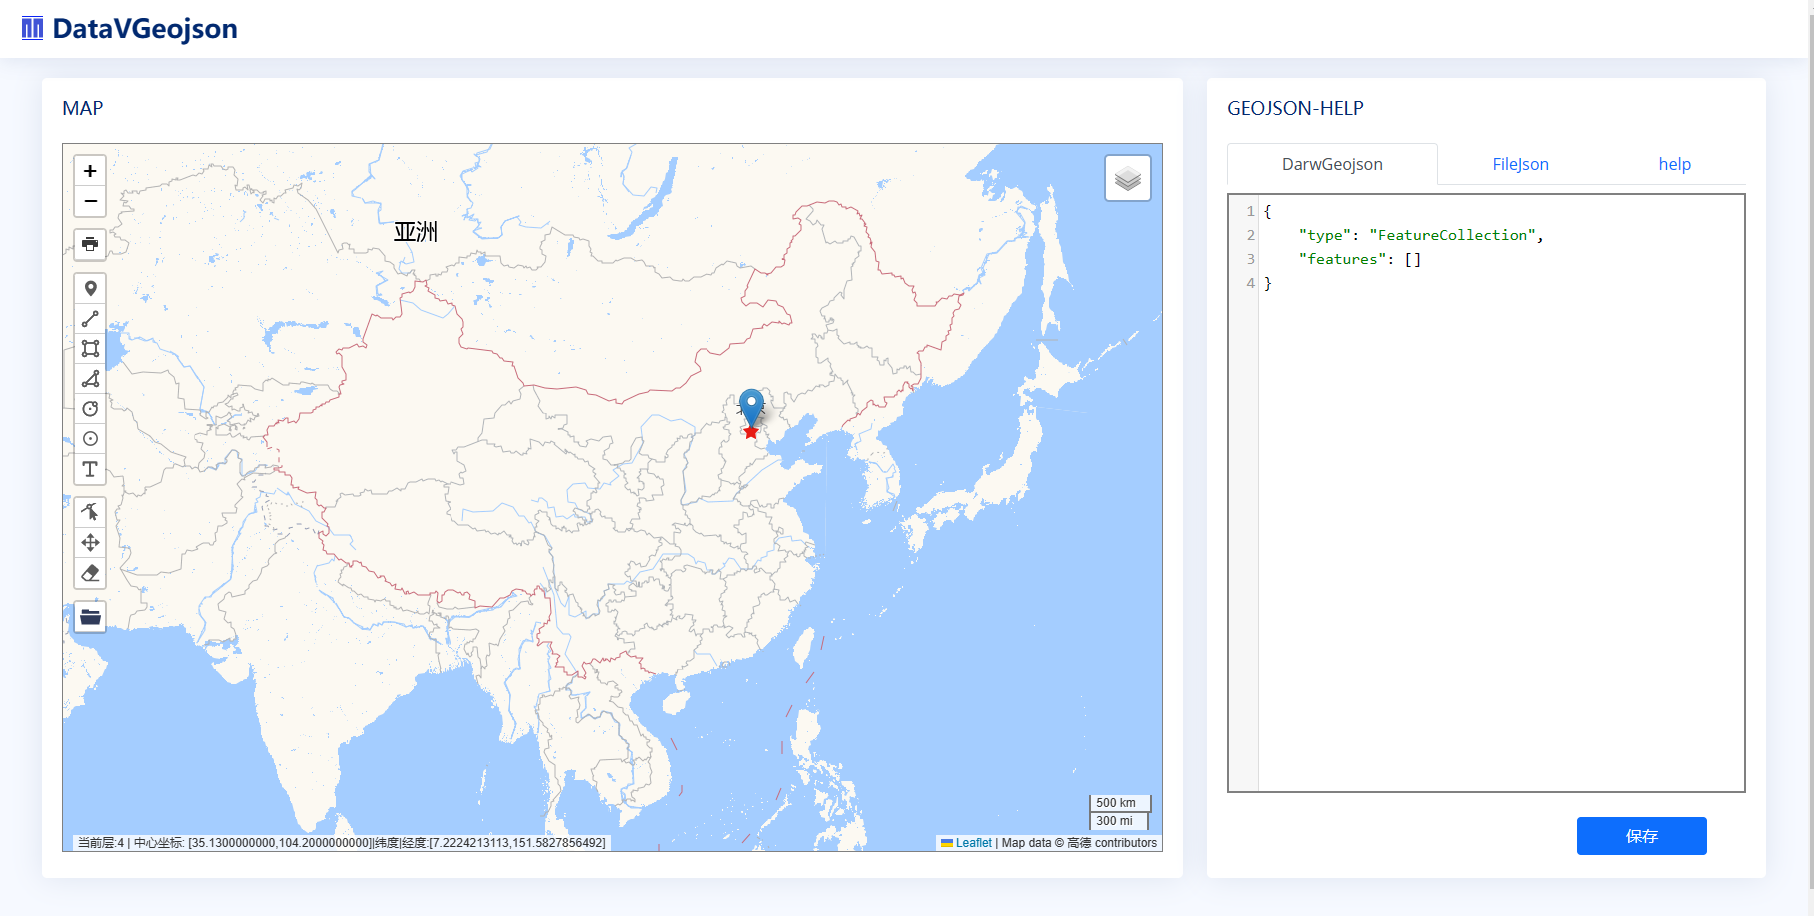 DataVGeojson
MAP
GEOJSON-HELP
+
−
亚洲
DarwGeojson
FileJson
help
1 {
2 "type": "FeatureCollection",
3 "features": []
4 }
T
500 km
300 mi
当前层:4 | 中心坐标: [35.1300000000,104.2000000000]|纬度|经度:[7.2224213113,151.5827856492]
Leaflet | Map data © 高德 contributors
保存